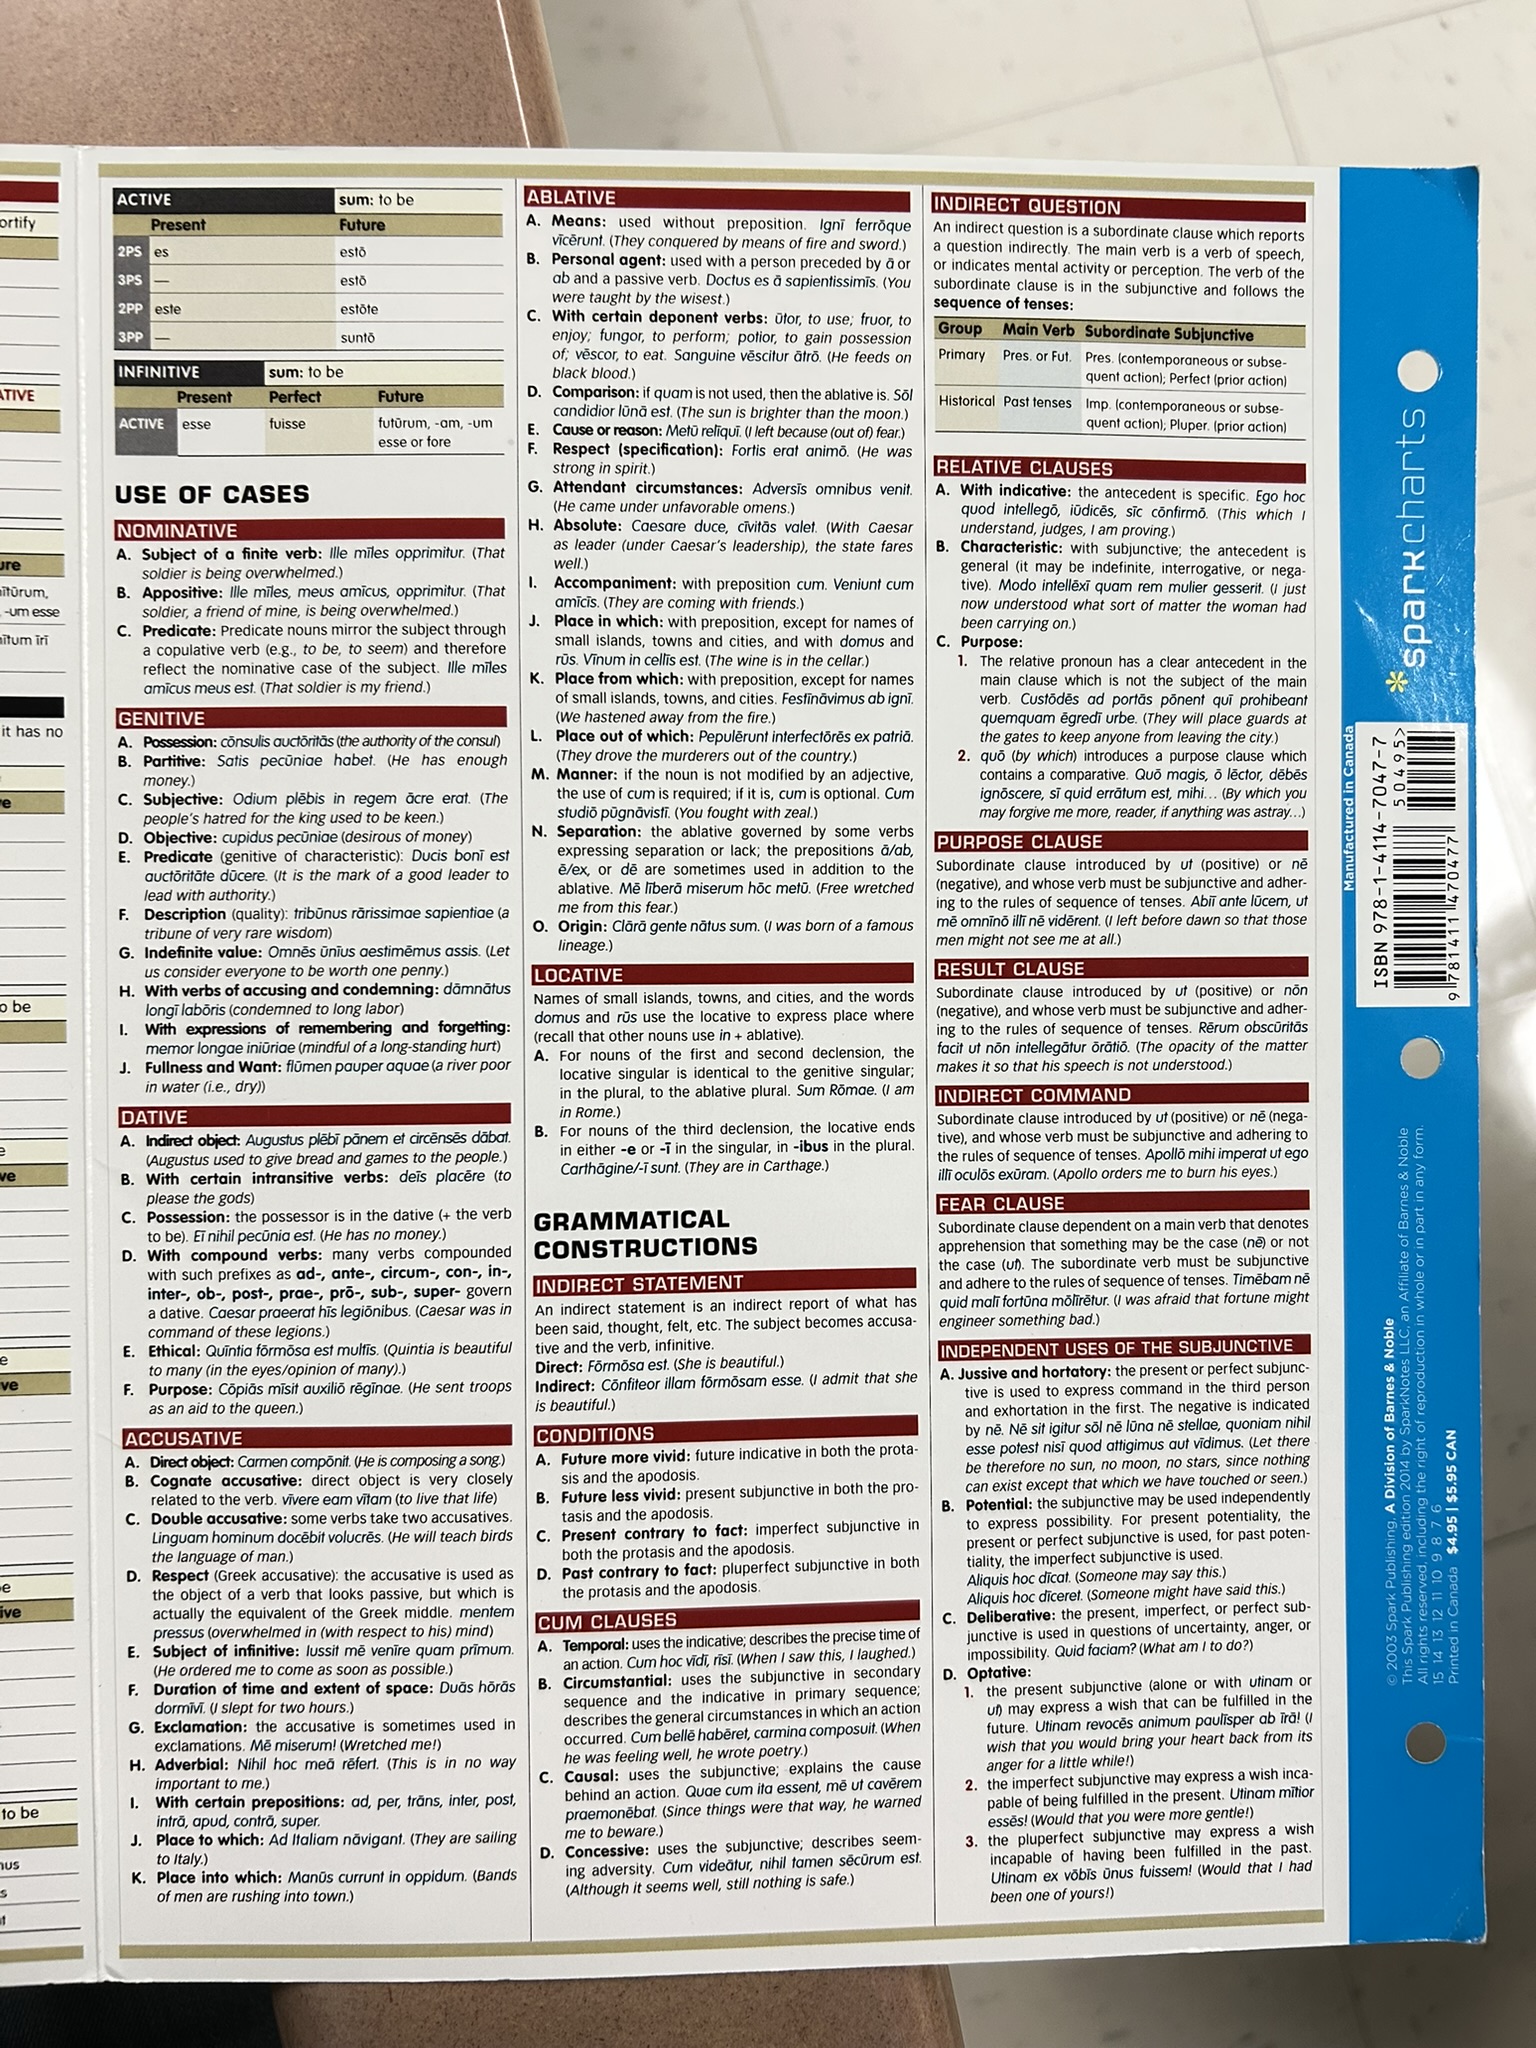 ortify
ATIVE
ure
-um esse
it has no
o be
ve
to be
ACTIVE sum: to be
Present Future
2PS es estō
3PS — estō
2PP este estōte
3PP — suntō
INFINITIVE sum: to be
Present Perfect Future
ACTIVE esse fuisse futūrum, -am, -um
esse or fore
USE OF CASES
NOMINATIVE
A. Subject of a finite verb: Ille mīles opprimitur. (That
soldier is being overwhelmed.)
B. Appositive: Ille mīles, meus amīcus, opprimitur. (That
soldier, a friend of mine, is being overwhelmed.)
C. Predicate: Predicate nouns mirror the subject through
a copulative verb (e.g., to be, to seem) and therefore
reflect the nominative case of the subject. Ille mīles
amīcus meus est. (That soldier is my friend.)
GENITIVE
A. Possession: cōnsulis auctōritās (the authority of the consul)
B. Partitive: Satis pecūniae habet. (He has enough
money.)
C. Subjective: Odium plēbis in regem ācre erat. (The
people's hatred for the king used to be keen.)
D. Objective: cupidus pecūniae (desirous of money)
E. Predicate (genitive of characteristic): Ducis bonī est
auctōritāte dūcere. (It is the mark of a good leader to
lead with authority.)
F. Description (quality): tribūnus rārissimae sapientiae (a
tribune of very rare wisdom)
G. Indefinite value: Omnēs ūnīus aestimēmus assis. (Let
us consider everyone to be worth one penny.)
H. With verbs of accusing and condemning: dāmnātus
longī labōris (condemned to long labor)
I. With expressions of remembering and forgetting:
memor longae iniūriae (mindful of a long-standing hurt)
J. Fullness and Want: flūmen pauper aquae (a river poor
in water (i.e., dry))
DATIVE
A. Indirect object: Augustus plēbī pānem et circēnsēs dābat.
(Augustus used to give bread and games to the people.)
B. With certain intransitive verbs: deīs placēre (to
please the gods)
C. Possession: the possessor is in the dative (+ the verb
to be). Eī nihil pecūnia est. (He has no money.)
D. With compound verbs: many verbs compounded
with such prefixes as ad-, ante-, circum-, con-, in-,
inter-, ob-, post-, prae-, prō-, sub-, super- govern
a dative. Caesar praeerat hīs legiōnibus. (Caesar was in
command of these legions.)
E. Ethical: Quīntia fōrmōsa est multīs. (Quintia is beautiful
to many (in the eyes/opinion of many).)
F. Purpose: Cōpiās mīsit auxiliō rēgīnae. (He sent troops
as an aid to the queen.)
ACCUSATIVE
A. Direct object: Carmen compōnit. (He is composing a song.)
B. Cognate accusative: direct object is very closely
related to the verb. vīvere eam vītam (to live that life)
C. Double accusative: some verbs take two accusatives.
Linguam hominum docēbit volucrēs. (He will teach birds
the language of man.)
D. Respect (Greek accusative): the accusative is used as
the object of a verb that looks passive, but which is
actually the equivalent of the Greek middle. mentem
pressus (overwhelmed in (with respect to his) mind)
E. Subject of infinitive: Iussit mē venīre quam prīmum.
(He ordered me to come as soon as possible.)
F. Duration of time and extent of space: Duās hōrās
dormīvī. (I slept for two hours.)
G. Exclamation: the accusative is sometimes used in
exclamations. Mē miserum! (Wretched me!)
H. Adverbial: Nihil hoc meā rēfert. (This is in no way
important to me.)
I. With certain prepositions: ad, per, trāns, inter, post,
intrā, apud, contrā, super.
J. Place to which: Ad Italiam nāvigant. (They are sailing
to Italy.)
K. Place into which: Manūs currunt in oppidum. (Bands
of men are rushing into town.)
ABLATIVE
A. Means: used without preposition. Ignī ferrōque
vīcērunt. (They conquered by means of fire and sword.)
B. Personal agent: used with a person preceded by ā or
ab and a passive verb. Doctus es ā sapientissimīs. (You
were taught by the wisest.)
C. With certain deponent verbs: ūtor, to use; fruor, to
enjoy; fungor, to perform; potior, to gain possession
of; vēscor, to eat. Sanguine vēscitur ātrō. (He feeds on
black blood.)
D. Comparison: if quam is not used, then the ablative is. Sōl
candidior lūnā est. (The sun is brighter than the moon.)
E. Cause or reason: Metū relīquī. (I left because (out of) fear.)
F. Respect (specification): Fortis erat animō. (He was
strong in spirit.)
G. Attendant circumstances: Adversīs omnibus venit.
(He came under unfavorable omens.)
H. Absolute: Caesare duce, cīvitās valet. (With Caesar
as leader (under Caesar's leadership), the state fares
well.)
I. Accompaniment: with preposition cum. Veniunt cum
amīcīs. (They are coming with friends.)
J. Place in which: with preposition, except for names of
small islands, towns and cities, and with domus and
rūs. Vīnum in cellīs est. (The wine is in the cellar.)
K. Place from which: with preposition, except for names
of small islands, towns, and cities. Festīnāvimus ab ignī.
(We hastened away from the fire.)
L. Place out of which: Pepulērunt interfectōrēs ex patriā.
(They drove the murderers out of the country.)
M. Manner: if the noun is not modified by an adjective,
the use of cum is required; if it is, cum is optional. Cum
studiō pūgnāvistī. (You fought with zeal.)
N. Separation: the ablative governed by some verbs
expressing separation or lack; the prepositions ā/ab,
ē/ex, or dē are sometimes used in addition to the
ablative. Mē līberā miserum hōc metū. (Free wretched
me from this fear.)
O. Origin: Clārā gente nātus sum. (I was born of a famous
lineage.)
LOCATIVE
Names of small islands, towns, and cities, and the words
domus and rūs use the locative to express place where
(recall that other nouns use in + ablative).
A. For nouns of the first and second declension, the
locative singular is identical to the genitive singular;
in the plural, to the ablative plural. Sum Rōmae. (I am
in Rome.)
B. For nouns of the third declension, the locative ends
in either -e or -ī in the singular, in -ibus in the plural.
Carthāgine/-ī sunt. (They are in Carthage.)
GRAMMATICAL
CONSTRUCTIONS
INDIRECT STATEMENT
An indirect statement is an indirect report of what has
been said, thought, felt, etc. The subject becomes accusa-
tive and the verb, infinitive.
Direct: Fōrmōsa est. (She is beautiful.)
Indirect: Cōnfiteor illam fōrmōsam esse. (I admit that she
is beautiful.)
CONDITIONS
A. Future more vivid: future indicative in both the prota-
sis and the apodosis.
B. Future less vivid: present subjunctive in both the pro-
tasis and the apodosis.
C. Present contrary to fact: imperfect subjunctive in
both the protasis and the apodosis.
D. Past contrary to fact: pluperfect subjunctive in both
the protasis and the apodosis.
CUM CLAUSES
A. Temporal: uses the indicative; describes the precise time of
an action. Cum hoc vīdī, rīsī. (When I saw this, I laughed.)
B. Circumstantial: uses the subjunctive in secondary
sequence and the indicative in primary sequence;
describes the general circumstances in which an action
occurred. Cum bellē habēret, carmina composuit. (When
he was feeling well, he wrote poetry.)
C. Causal: uses the subjunctive; explains the cause
behind an action. Quae cum ita essent, mē ut cavērem
praemonēbat. (Since things were that way, he warned
me to beware.)
D. Concessive: uses the subjunctive; describes seem-
ing adversity. Cum videātur, nihil tamen sēcūrum est.
(Although it seems well, still nothing is safe.)
INDIRECT QUESTION
An indirect question is a subordinate clause which reports
a question indirectly. The main verb is a verb of speech,
or indicates mental activity or perception. The verb of the
subordinate clause is in the subjunctive and follows the
sequence of tenses:
Group Main Verb Subordinate Subjunctive
Primary Pres. or Fut. Pres. (contemporaneous or subse-
quent action); Perfect (prior action)
Historical Past tenses Imp. (contemporaneous or subse-
quent action); Pluper. (prior action)
RELATIVE CLAUSES
A. With indicative: the antecedent is specific. Ego hoc
quod intellegō, iūdicēs, sīc cōnfirmō. (This which I
understand, judges, I am proving.)
B. Characteristic: with subjunctive; the antecedent is
general (it may be indefinite, interrogative, or nega-
tive). Modo intellēxī quam rem mulier gesserit. (I just
now understood what sort of matter the woman had
been carrying on.)
C. Purpose:
1. The relative pronoun has a clear antecedent in the
main clause which is not the subject of the main
verb. Custōdēs ad portās pōnent quī prohibeant
quemquam ēgredī urbe. (They will place guards at
the gates to keep anyone from leaving the city.)
2. quō (by which) introduces a purpose clause which
contains a comparative. Quō magis, ō lēctor, dēbēs
ignōscere, sī quid errātum est, mihi... (By which you
may forgive me more, reader, if anything was astray...)
PURPOSE CLAUSE
Subordinate clause introduced by ut (positive) or nē
(negative), and whose verb must be subjunctive and adher-
ing to the rules of sequence of tenses. Abiī ante lūcem, ut
mē omnīnō illī nē vidērent. (I left before dawn so that those
men might not see me at all.)
RESULT CLAUSE
Subordinate clause introduced by ut (positive) or nōn
(negative), and whose verb must be subjunctive and adher-
ing to the rules of sequence of tenses. Rērum obscūritās
facit ut nōn intellegātur ōrātiō. (The opacity of the matter
makes it so that his speech is not understood.)
INDIRECT COMMAND
Subordinate clause introduced by ut (positive) or nē (nega-
tive), and whose verb must be subjunctive and adhering to
the rules of sequence of tenses. Apollō mihi imperat ut ego
illī oculōs exūram. (Apollo orders me to burn his eyes.)
FEAR CLAUSE
Subordinate clause dependent on a main verb that denotes
apprehension that something may be the case (nē) or not
the case (ut). The subordinate verb must be subjunctive
and adhere to the rules of sequence of tenses. Timēbam nē
quid malī fortūna mōlīrētur. (I was afraid that fortune might
engineer something bad.)
INDEPENDENT USES OF THE SUBJUNCTIVE
A. Jussive and hortatory: the present or perfect subjunc-
tive is used to express command in the third person
and exhortation in the first. The negative is indicated
by nē. Nē sit igitur sōl nē lūna nē stellae, quoniam nihil
esse potest nisī quod attigimus aut vīdimus. (Let there
be therefore no sun, no moon, no stars, since nothing
can exist except that which we have touched or seen.)
B. Potential: the subjunctive may be used independently
to express possibility. For present potentiality, the
present or perfect subjunctive is used, for past poten-
tiality, the imperfect subjunctive is used.
Aliquis hoc dīcat. (Someone may say this.)
Aliquis hoc dīceret. (Someone might have said this.)
C. Deliberative: the present, imperfect, or perfect sub-
junctive is used in questions of uncertainty, anger, or
impossibility. Quid faciam? (What am I to do?)
D. Optative:
1. the present subjunctive (alone or with utinam or
ut) may express a wish that can be fulfilled in the
future. Utinam revocēs animum paulīsper ab īrā! (I
wish that you would bring your heart back from its
anger for a little while!)
2. the imperfect subjunctive may express a wish inca-
pable of being fulfilled in the present. Utinam mītior
essēs! (Would that you were more gentle!)
3. the pluperfect subjunctive may express a wish
incapable of having been fulfilled in the past.
Utinam ex vōbīs ūnus fuissem! (Would that I had
been one of yours!)
sparkcharts
Manufactured in Canada
ISBN 978-1-4114-7047-7
50495>
9 781411 470477
© 2003 Spark Publishing. A Division of Barnes & Noble
This Spark Publishing edition 2014 by SparkNotes LLC, an Affiliate of Barnes & Noble
All rights reserved, including the right of reproduction in whole or in part in any form.
15 14 13 12 11 10 9 8 7 6
Printed in Canada $4.95 | $5.95 CAN